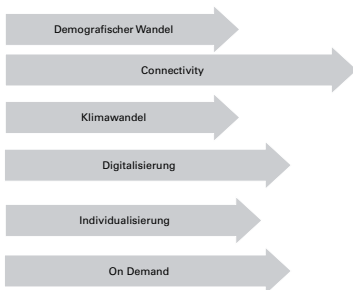 Demografischer Wandel
Connectivity
Klimawandel
Digitalisierung
Individualisierung
On Demand